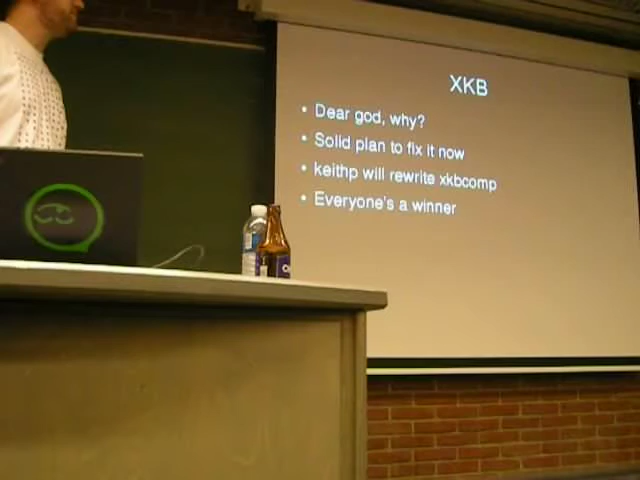 XKB
• Dear god, why?
• Solid plan to fix it now
• keithp will rewrite xkbcomp
• Everyone's a winner